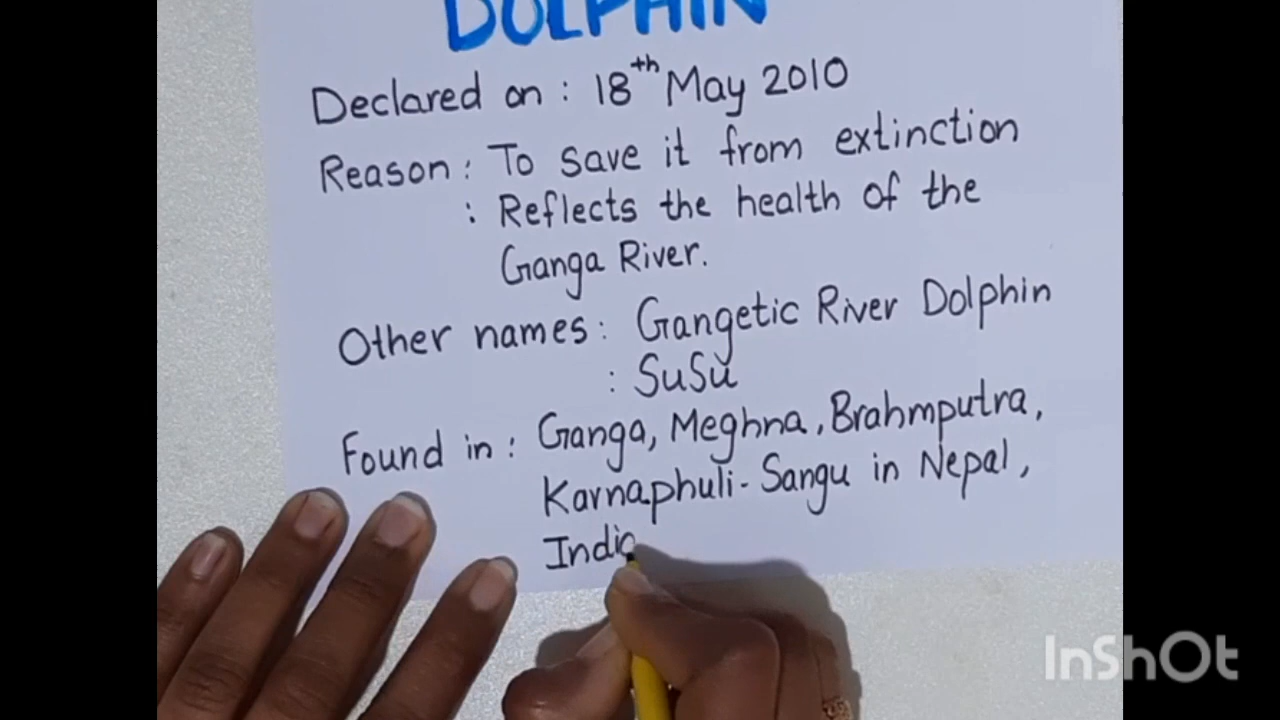 DOLPHIN
Declared on : 18th May 2010
Reason : To save it from extinction
: Reflects the health of the
Ganga River.
Other names : Gangetic River Dolphin
: SuSu
Found in : Ganga, Meghna, Brahmputra,
Karnaphuli-Sangu in Nepal,
India
InShOt